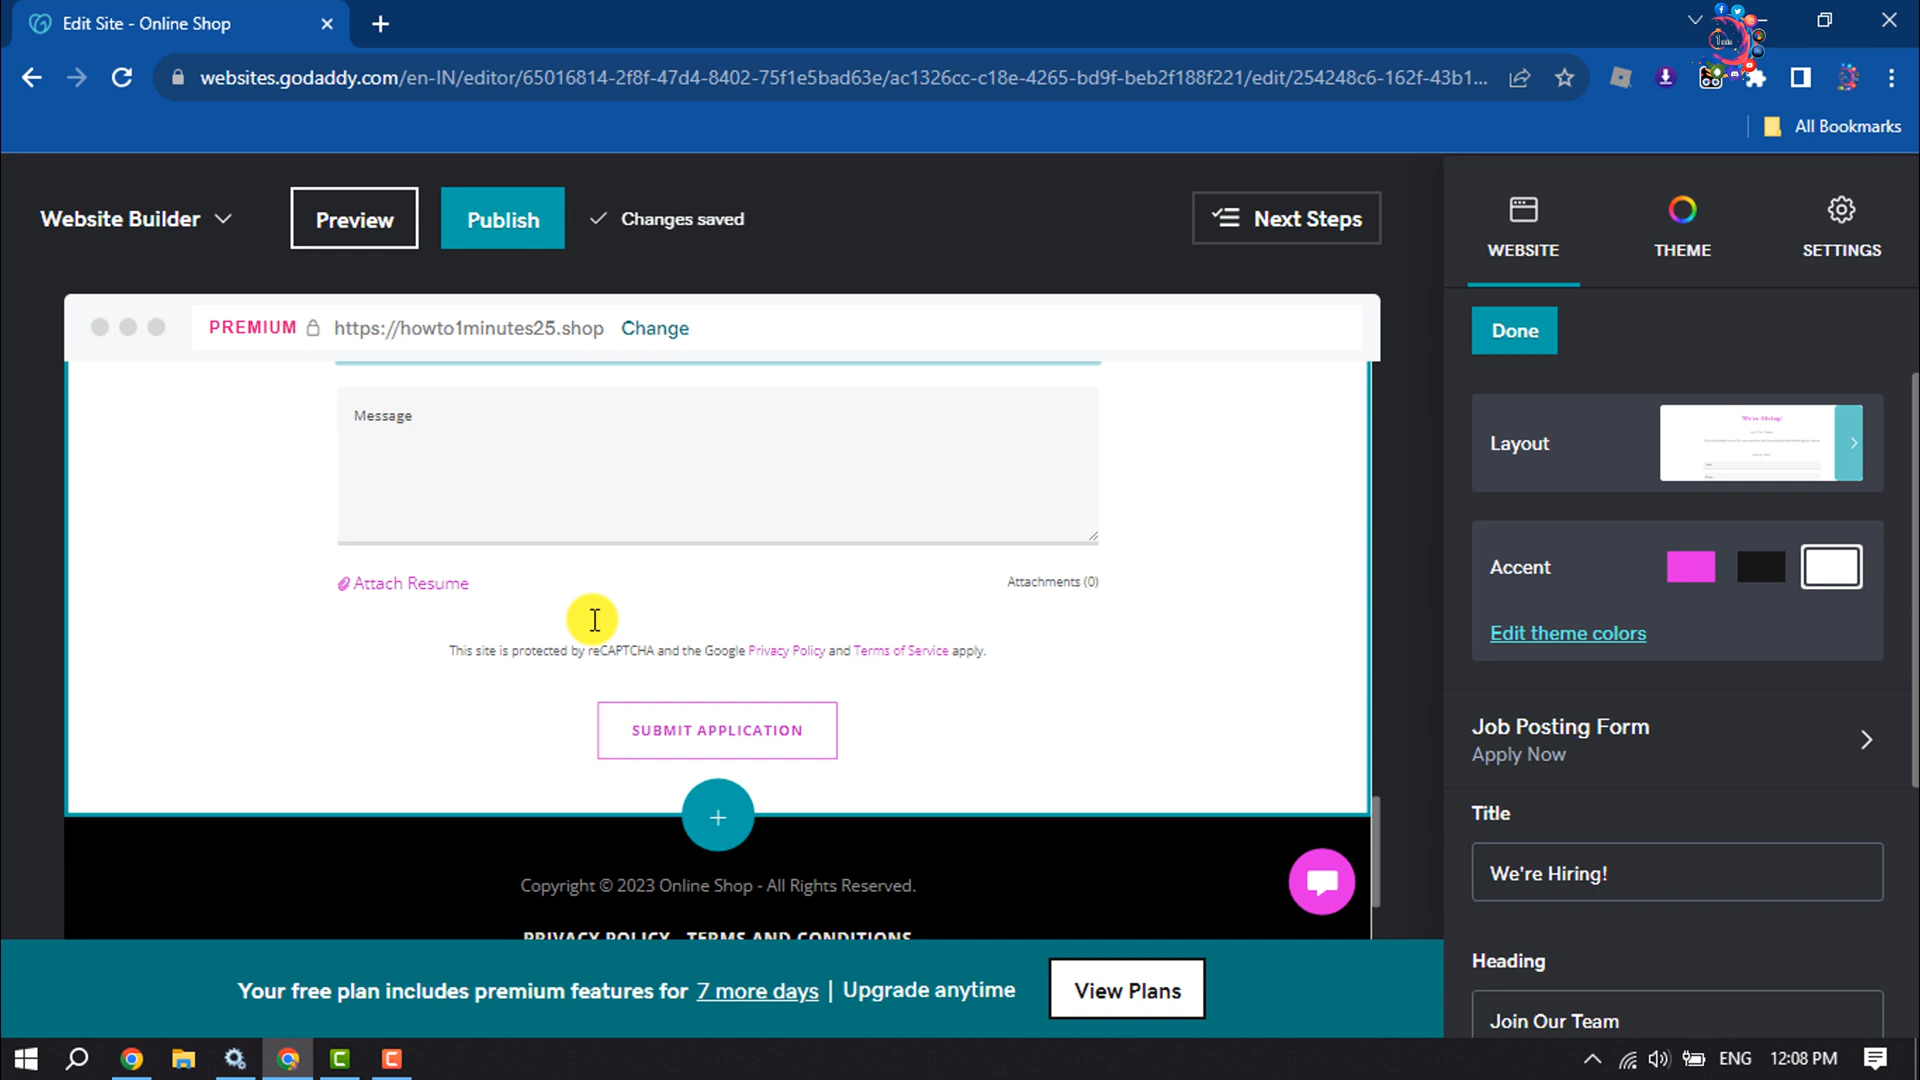 Edit Site - Online Shop
websites.godaddy.com/en-IN/editor/65016814-2f8f-47d4-8402-75f1e5bad63e/ac1326cc-c18e-4265-bd9f-beb2f188f221/edit/254248c6-162f-43b1...
All Bookmarks
Website Builder
Preview
Publish
Changes saved
Next Steps
WEBSITE
THEME
SETTINGS
PREMIUM
https://howto1minutes25.shop
Change
Done
Message
Layout
Attach Resume
Attachments (0)
Accent
Edit theme colors
This site is protected by reCAPTCHA and the Google Privacy Policy and Terms of Service apply.
SUBMIT APPLICATION
Job Posting Form
Apply Now
+
Title
We're Hiring!
Copyright © 2023 Online Shop - All Rights Reserved.
PRIVACY POLICY
TERMS AND CONDITIONS
Heading
Join Our Team
Your free plan includes premium features for 7 more days | Upgrade anytime
View Plans
ENG
12:08 PM